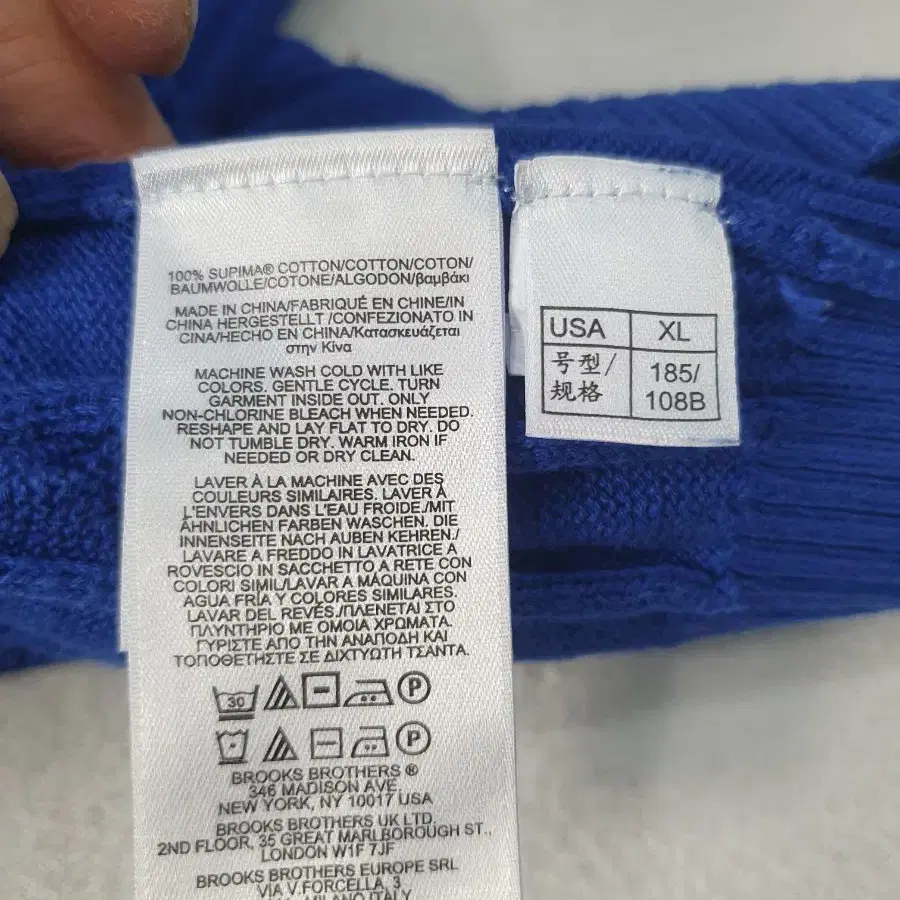 100% SUPIMA® COTTON/COTTON/COTON/
BAUMWOLLE/COTONE/ALGODON/βαμβάκι
MADE IN CHINA/FABRIQUÉ EN CHINE/IN
CHINA HERGESTELLT /CONFEZIONATO IN
CINA/HECHO EN CHINA/Κατασκευάζεται
στην Κίνα
MACHINE WASH COLD WITH LIKE
COLORS. GENTLE CYCLE. TURN
GARMENT INSIDE OUT. ONLY
NON-CHLORINE BLEACH WHEN NEEDED.
RESHAPE AND LAY FLAT TO DRY. DO
NOT TUMBLE DRY. WARM IRON IF
NEEDED OR DRY CLEAN.
LAVER À LA MACHINE AVEC DES
COULEURS SIMILAIRES. LAVER À
L'ENVERS DANS L'EAU FROIDE./MIT
ÄHNLICHEN FARBEN WASCHEN. DIE
INNENSEITE NACH AUßEN KEHREN./
LAVARE A FREDDO IN LAVATRICE A
ROVESCIO IN SACCHETTO A RETE CON
COLORI SIMIL/LAVAR A MÁQUINA CON
AGUA FRÍA Y COLORES SIMILARES.
LAVAR DEL REVÉS./ΠΛΕΝΕΤΑΙ ΣΤΟ
ΠΛΥΝΤΗΡΙΟ ΜΕ ΟΜΟΙΑ ΧΡΩΜΑΤΑ.
ΓΥΡΙΣΤΕ ΑΠΟ ΤΗΝ ΑΝΑΠΟΔΗ ΚΑΙ
ΤΟΠΟΘΕΤΗΣΤΕ ΣΕ ΔΙΧΤΥΩΤΗ ΤΣΑΝΤΑ.
30 P
P
BROOKS BROTHERS ®
346 MADISON AVE.
NEW YORK, NY 10017 USA
BROOKS BROTHERS UK LTD.
2ND FLOOR, 35 GREAT MARLBOROUGH ST.,
LONDON W1F 7JF
BROOKS BROTHERS EUROPE SRL
VIA V.FORCELLA, 3
MILANO ITALY
USA XL
号型/ 185/
规格 108B